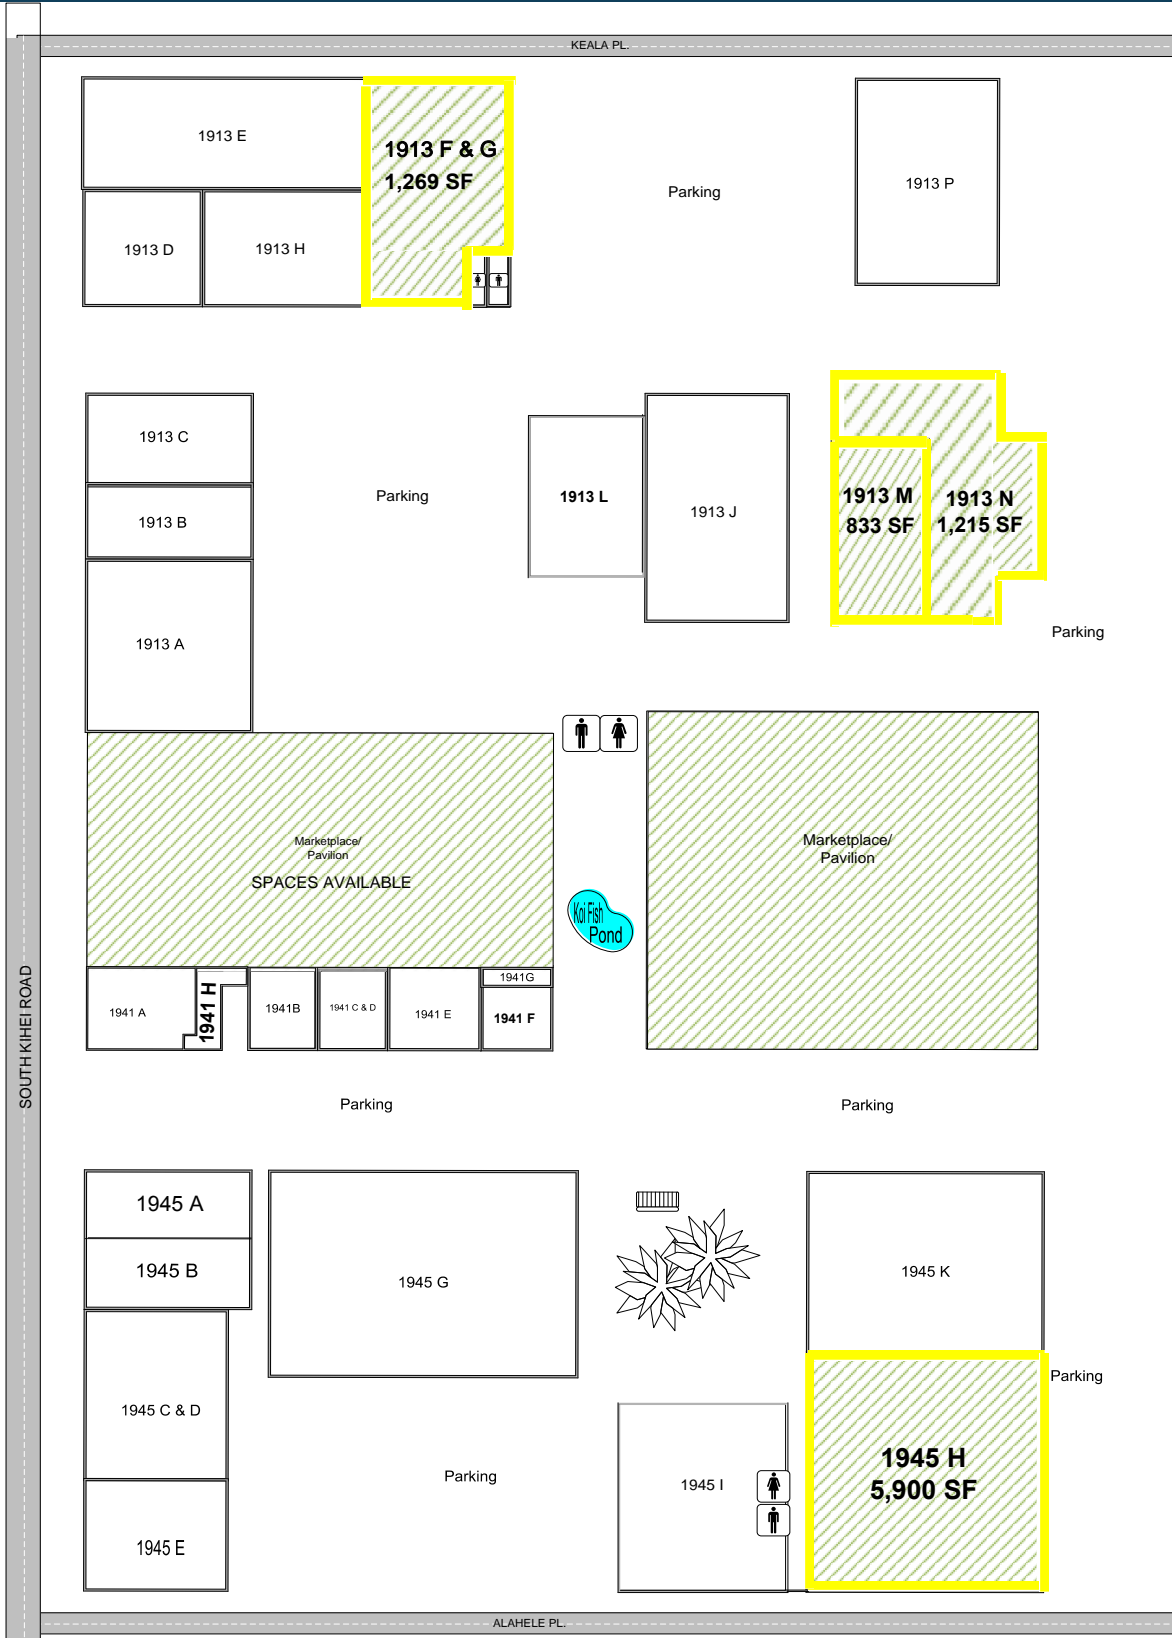 KEALA PL.
1913 E
1913 F & G
1,269 SF
Parking
1913 P
1913 D
1913 H
1913 C
1913 B
1913 A
Parking
1913 L
1913 J
1913 M
833 SF
1913 N
1,215 SF
Parking
Marketplace/
Pavilion
SPACES AVAILABLE
Koi Fish
Pond
Marketplace/
Pavilion
SOUTH KIHEI ROAD
1941 A
1941 H
1941B
1941 C & D
1941 E
1941G
1941 F
Parking
Parking
1945 A
1945 B
1945 G
1945 K
1945 C & D
Parking
1945 E
Parking
1945 I
1945 H
5,900 SF
ALAHELE PL.